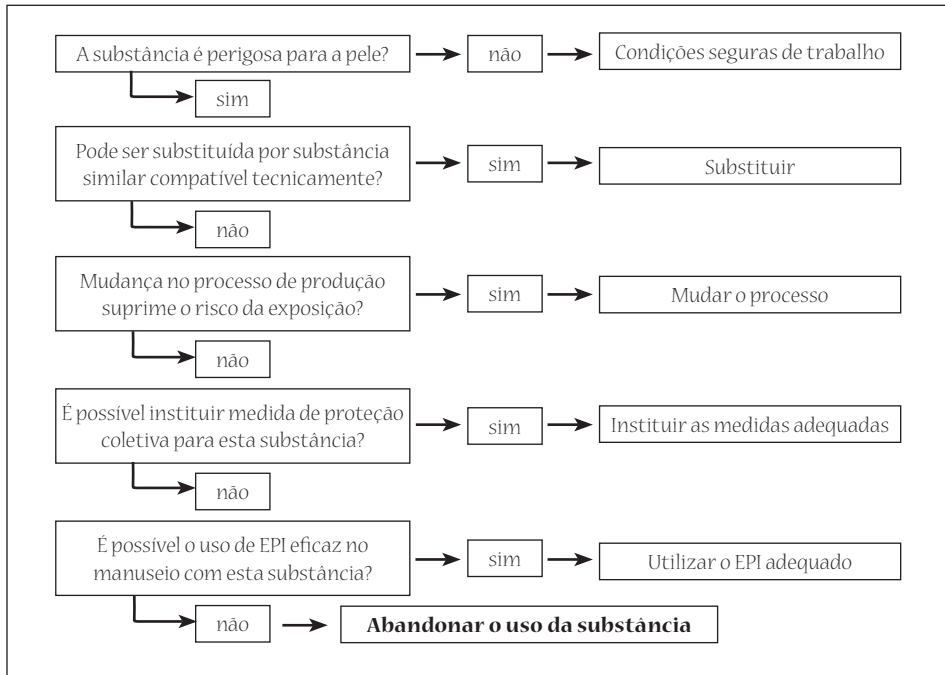 A substância é perigosa para a pele?
não
Condições seguras de trabalho
sim
Pode ser substituída por substância
similar compatível tecnicamente?
sim
Substituir
não
Mudança no processo de produção
suprime o risco da exposição?
sim
Mudar o processo
não
É possível instituir medida de proteção
coletiva para esta substância?
sim
Instituir as medidas adequadas
não
É possível o uso de EPI eficaz no
manuseio com esta substância?
sim
Utilizar o EPI adequado
não
Abandonar o uso da substância